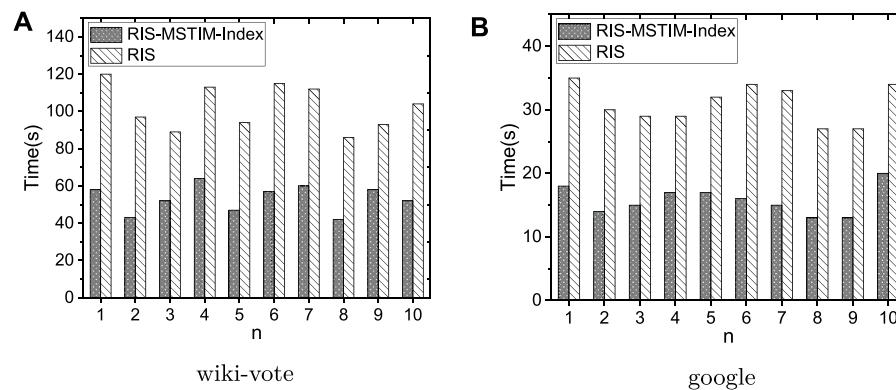 A
RIS-MSTIM-Index
RIS
140
120
100
80
60
40
20
0
Time(s)
1 2 3 4 5 6 7 8 9 10
n
wiki-vote
B
RIS-MSTIM-Index
RIS
40
30
20
10
0
Time(s)
1 2 3 4 5 6 7 8 9 10
n
google